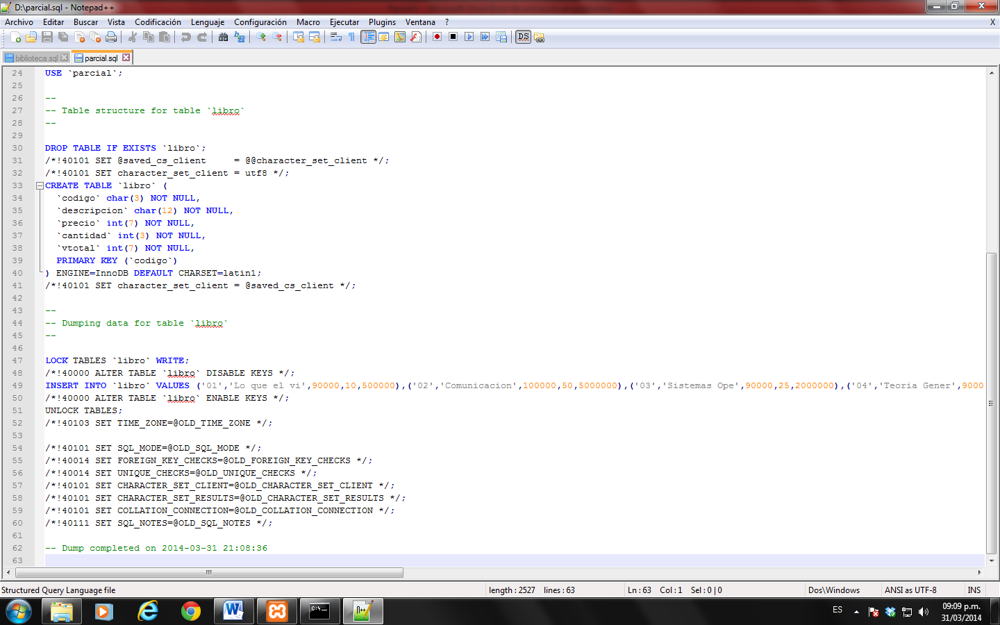 D:\parcial.sql - Notepad++
Archivo Editar Buscar Vista Codificación Lenguaje Configuración Macro Ejecutar Plugins Ventana ? X
biblioteca.sql parcial.sql
24 USE `parcial`;
25
26 --
27 -- Table structure for table `libro`
28 --
29
30 DROP TABLE IF EXISTS `libro`;
31 /*!40101 SET @saved_cs_client     = @@character_set_client */;
32 /*!40101 SET character_set_client = utf8 */;
33 CREATE TABLE `libro` (
34   `codigo` char(3) NOT NULL,
35   `descripcion` char(12) NOT NULL,
36   `precio` int(7) NOT NULL,
37   `cantidad` int(3) NOT NULL,
38   `vtotal` int(7) NOT NULL,
39   PRIMARY KEY (`codigo`)
40 ) ENGINE=InnoDB DEFAULT CHARSET=latin1;
41 /*!40101 SET character_set_client = @saved_cs_client */;
42
43 --
44 -- Dumping data for table `libro`
45 --
46
47 LOCK TABLES `libro` WRITE;
48 /*!40000 ALTER TABLE `libro` DISABLE KEYS */;
49 INSERT INTO `libro` VALUES ('01','Lo que el vi',90000,10,500000),('02','Comunicacion',100000,50,5000000),('03','Sistemas Ope',90000,25,2000000),('04','Teoria Gener',9000
50 /*!40000 ALTER TABLE `libro` ENABLE KEYS */;
51 UNLOCK TABLES;
52 /*!40103 SET TIME_ZONE=@OLD_TIME_ZONE */;
53
54 /*!40101 SET SQL_MODE=@OLD_SQL_MODE */;
55 /*!40014 SET FOREIGN_KEY_CHECKS=@OLD_FOREIGN_KEY_CHECKS */;
56 /*!40014 SET UNIQUE_CHECKS=@OLD_UNIQUE_CHECKS */;
57 /*!40101 SET CHARACTER_SET_CLIENT=@OLD_CHARACTER_SET_CLIENT */;
58 /*!40101 SET CHARACTER_SET_RESULTS=@OLD_CHARACTER_SET_RESULTS */;
59 /*!40101 SET COLLATION_CONNECTION=@OLD_COLLATION_CONNECTION */;
60 /*!40111 SET SQL_NOTES=@OLD_SQL_NOTES */;
61
62 -- Dump completed on 2014-03-31 21:08:36
63
Structured Query Language file length : 2527 lines : 63 Ln : 63 Col : 1 Sel : 0 | 0 Dos\Windows ANSI as UTF-8 INS
ES 09:09 p.m.
31/03/2014